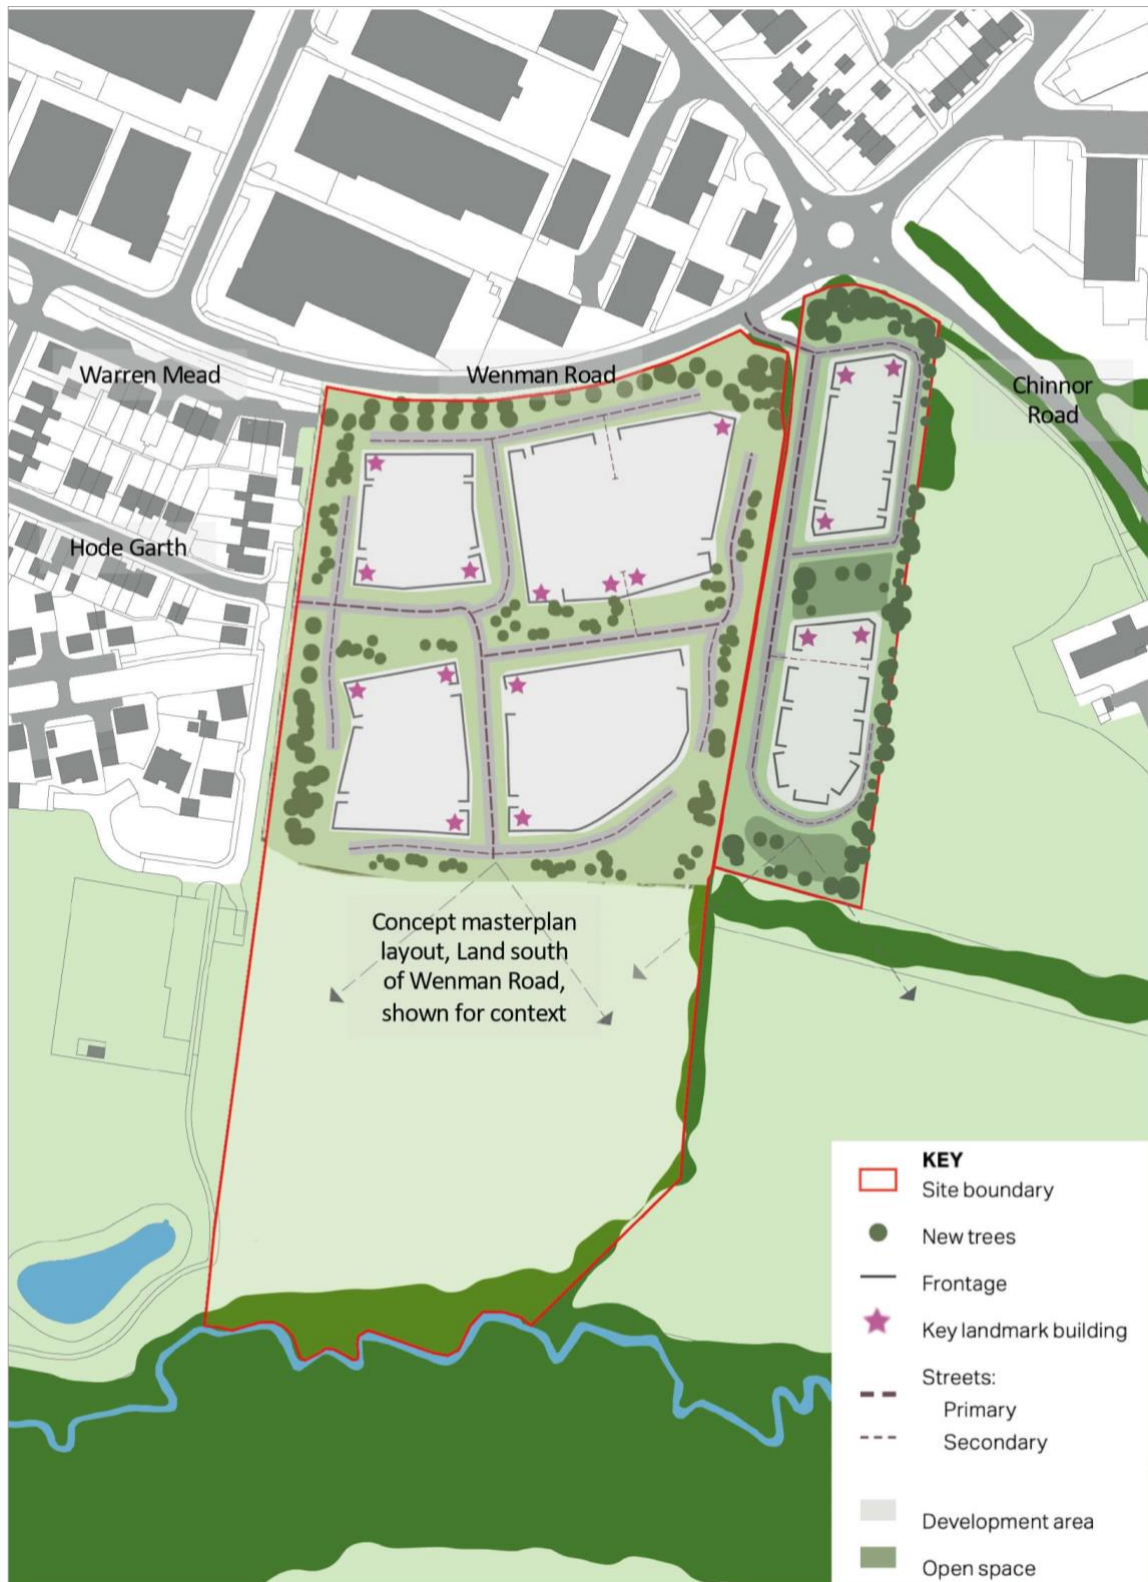 Warren Mead
Wenman Road
Chinnor
Road
Hode Garth
Concept masterplan
layout, Land south
of Wenman Road,
shown for context
KEY
Site boundary
New trees
Frontage
Key landmark building
Streets:
Primary
Secondary
Development area
Open space